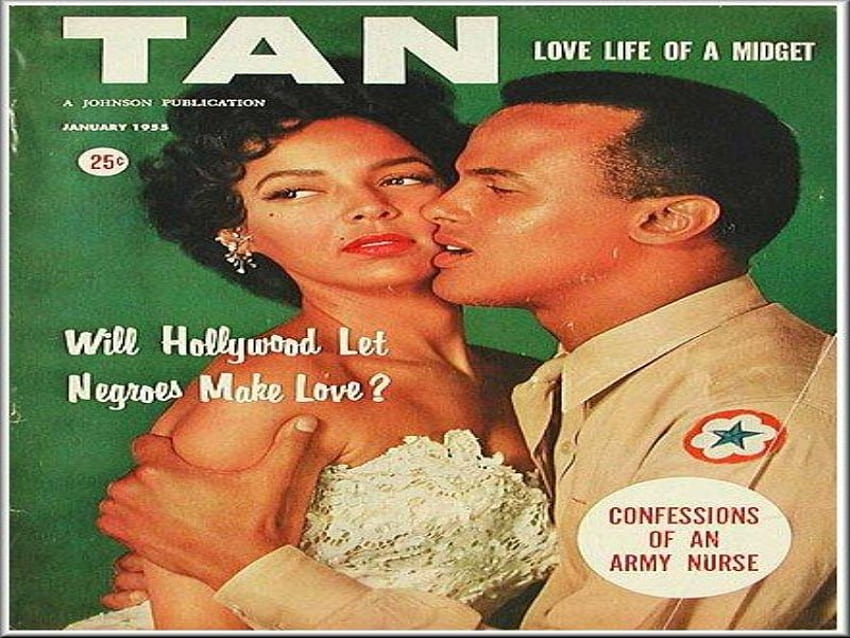 TAN
LOVE LIFE OF A MIDGET
A JOHNSON PUBLICATION
JANUARY 1955
25¢
Will Hollywood Let
Negroes Make Love?
CONFESSIONS
OF AN
ARMY NURSE